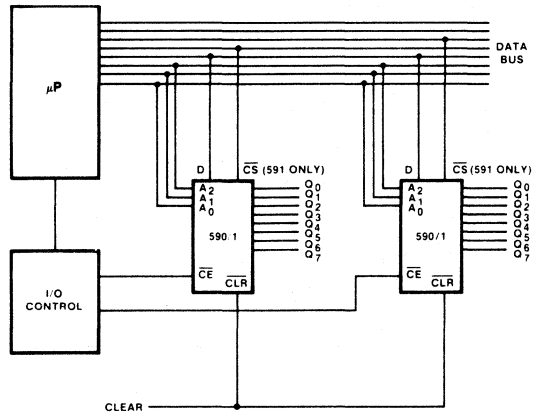 μP
DATA
BUS
D
CS (591 ONLY)
A2
A1
A0
590/1
CE
CLR
Q0
Q1
Q2
Q3
Q4
Q5
Q6
Q7
D
CS (591 ONLY)
A2
A1
A0
590/1
CE
CLR
Q0
Q1
Q2
Q3
Q4
Q5
Q6
Q7
I/O
CONTROL
CLEAR